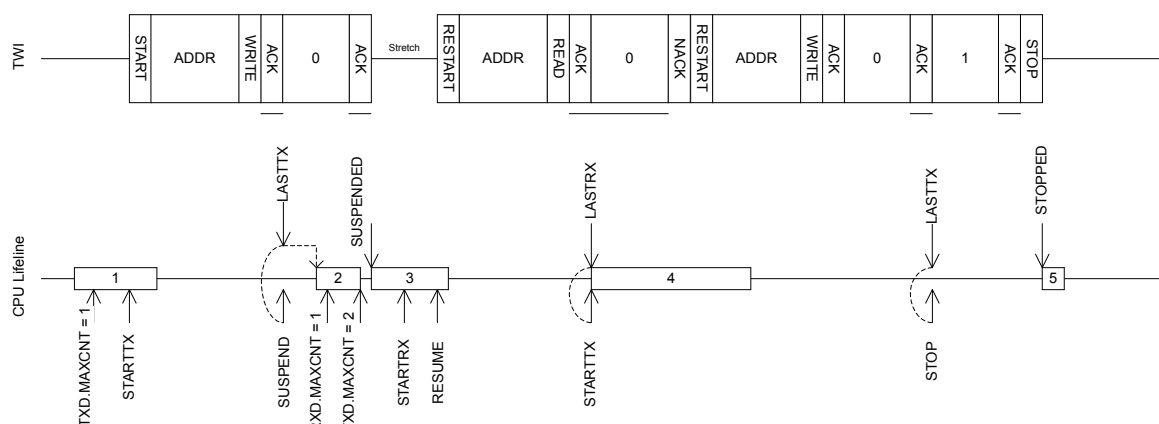 TWI
START
ADDR
WRITE
ACK
0
ACK
Stretch
RESTART
ADDR
READ
ACK
0
NACK
RESTART
ADDR
WRITE
ACK
0
ACK
1
ACK
STOP
CPU Lifeline
LASTTX
SUSPENDED
LASTRX
LASTTX
STOPPED
1
2
3
4
5
TXD.MAXCNT = 1
STARTTX
SUSPEND
RXD.MAXCNT = 1
TXD.MAXCNT = 2
STARTRX
RESUME
STARTTX
STOP